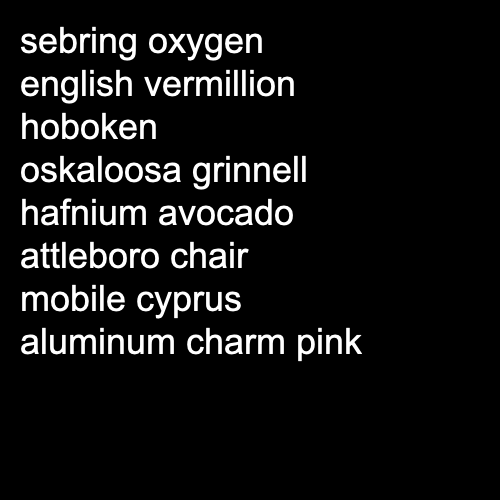 sebring oxygen
english vermillion
hoboken
oskaloosa grinnell
hafnium avocado
attleboro chair
mobile cyprus
aluminum charm pink